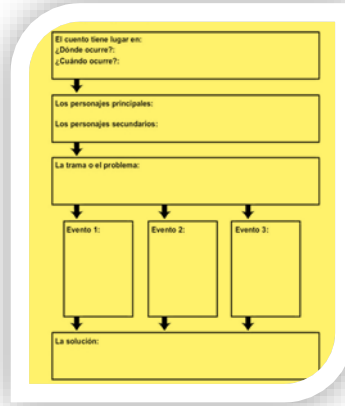 El cuento tiene lugar en:
¿Dónde ocurre?:
¿Cuándo ocurre?:
Los personajes principales:
Los personajes secundarios:
La trama o el problema:
Evento 1:
Evento 2:
Evento 3:
La solución: